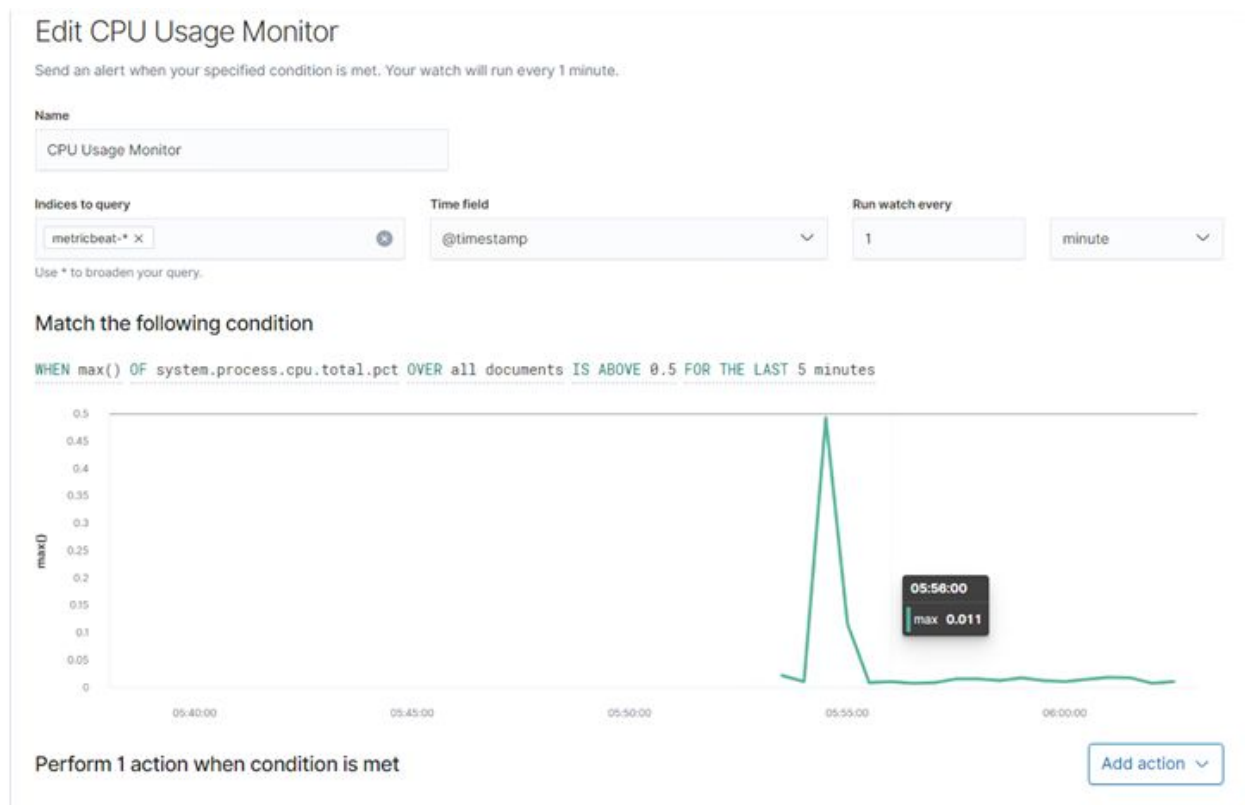 Edit CPU Usage Monitor
Send an alert when your specified condition is met. Your watch will run every 1 minute.
Name
CPU Usage Monitor
Indices to query Time field Run watch every
metricbeat-* × @timestamp 1 minute
Use * to broaden your query.
Match the following condition
WHEN max() OF system.process.cpu.total.pct OVER all documents IS ABOVE 0.5 FOR THE LAST 5 minutes
0.5
0.45
0.4
0.35
0.3
0.25
0.2
0.15
0.1
0.05
0
max()
05:56:00
max 0.011
05:40:00 05:45:00 05:50:00 05:55:00 06:00:00
Perform 1 action when condition is met Add action